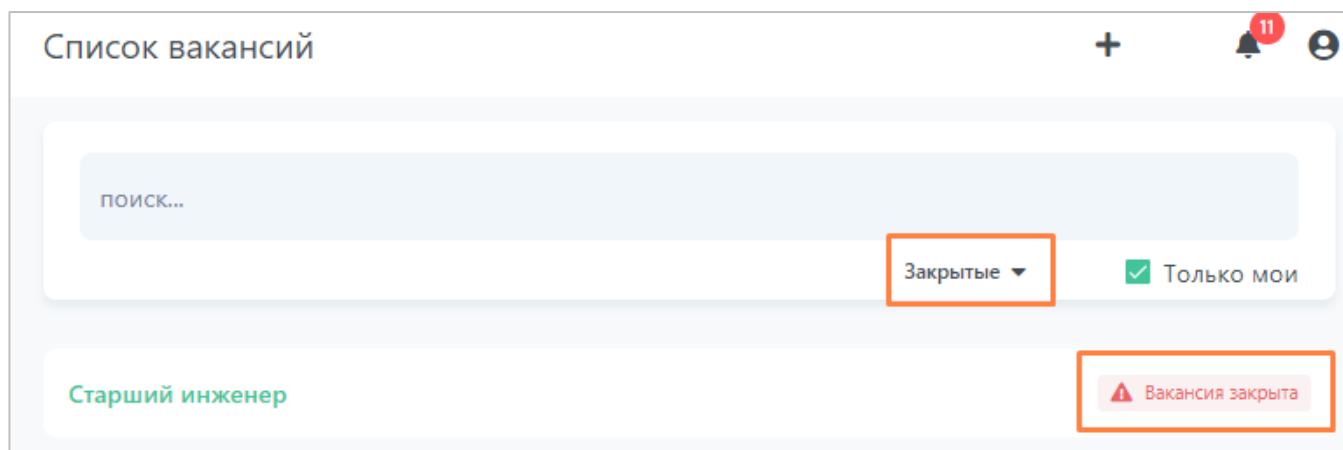 Список вакансий
11
поиск...
Закрытые
Только мои
Старший инженер
Вакансия закрыта